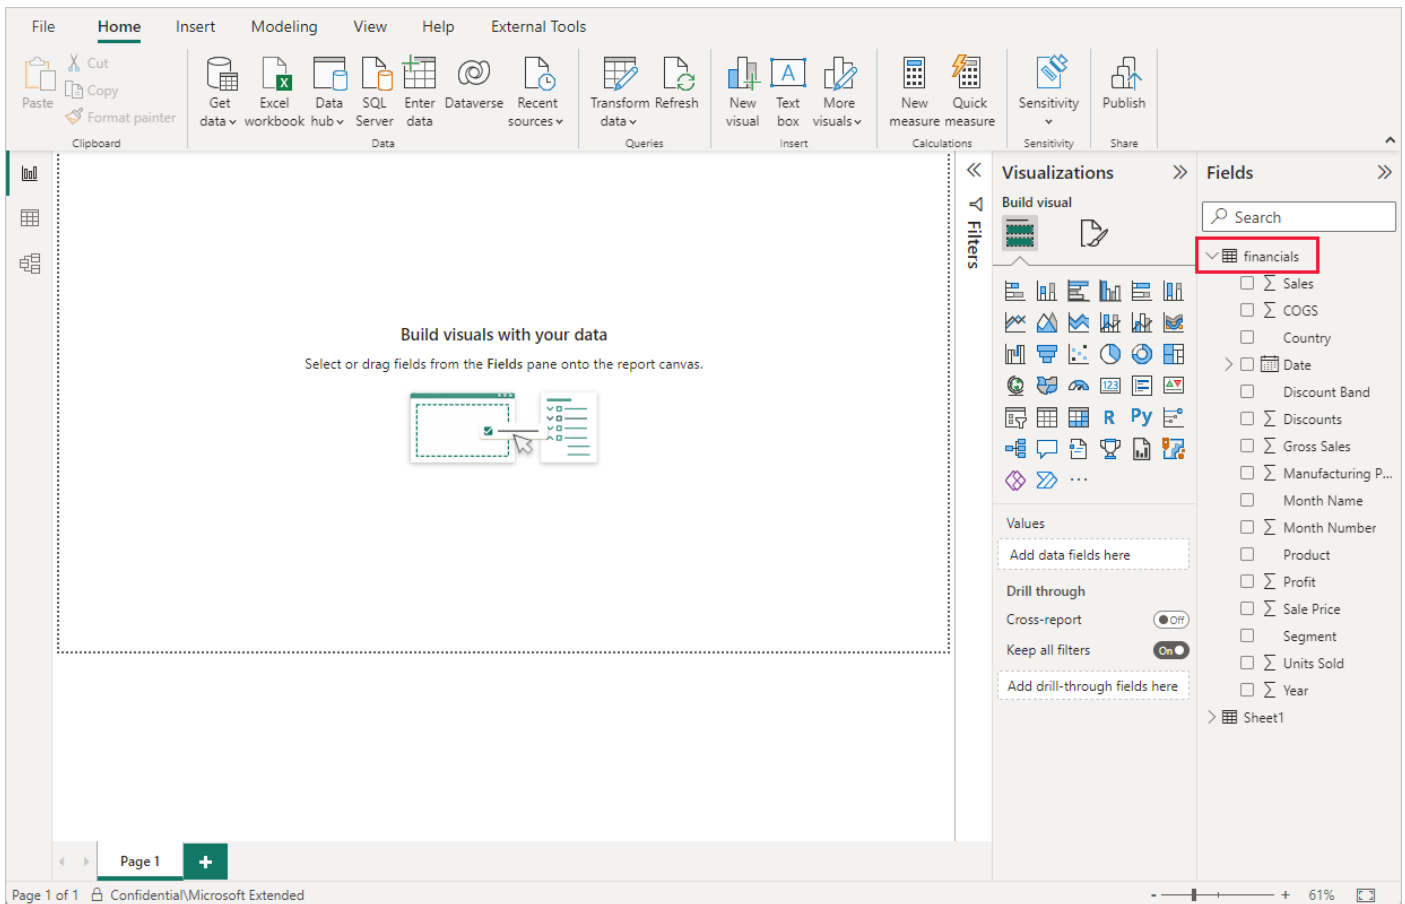 File Home Insert Modeling View Help External Tools
Paste
Cut
Copy
Format painter
Clipboard
Get data
Excel workbook
Data hub
SQL Server
Enter data
Dataverse
Recent sources
Data
Transform data
Refresh
Queries
New visual
Text box
A
More visuals
Insert
New measure
Quick measure
Calculations
Sensitivity
Sensitivity
Publish
Share
Build visuals with your data
Select or drag fields from the Fields pane onto the report canvas.
Filters
Visualizations
Build visual
123
R Py
...
Values
Add data fields here
Drill through
Cross-report Off
Keep all filters On
Add drill-through fields here
Fields
Search
financials
Σ Sales
Σ COGS
Country
Date
Discount Band
Σ Discounts
Σ Gross Sales
Σ Manufacturing P...
Month Name
Σ Month Number
Product
Σ Profit
Σ Sale Price
Segment
Σ Units Sold
Σ Year
Sheet1
Page 1 +
Page 1 of 1 Confidential\Microsoft Extended - + 61%